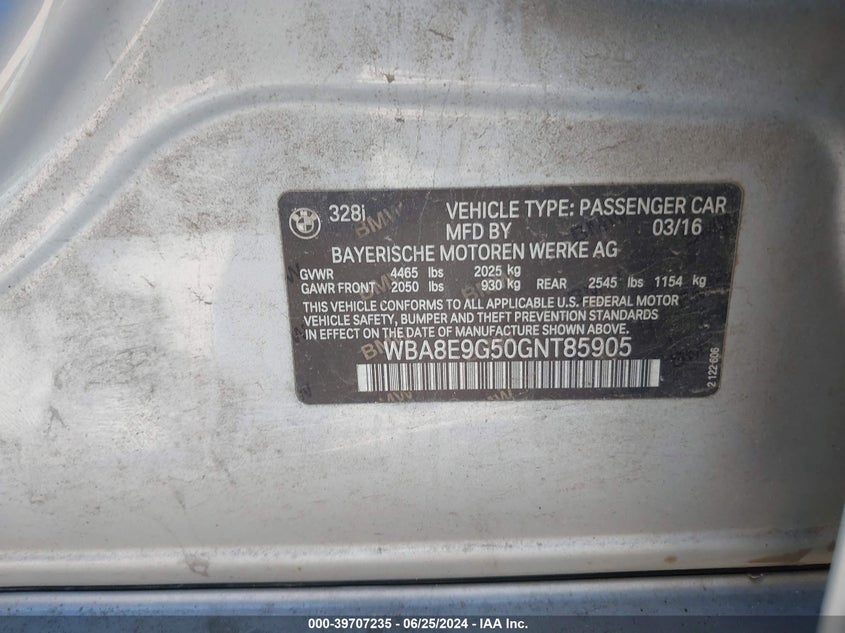 328i VEHICLE TYPE: PASSENGER CAR
MFD BY 03/16
BAYERISCHE MOTOREN WERKE AG
GVWR 4465 lbs 2025 kg
GAWR FRONT 2050 lbs 930 kg REAR 2545 lbs 1154 kg
THIS VEHICLE CONFORMS TO ALL APPLICABLE U.S. FEDERAL MOTOR
VEHICLE SAFETY, BUMPER AND THEFT PREVENTION STANDARDS
IN EFFECT ON THE DATE OF MANUFACTURE SHOWN ABOVE.
WBA8E9G50GNT85905
2 122 606
000-39707235 - 06/25/2024 - IAA Inc.